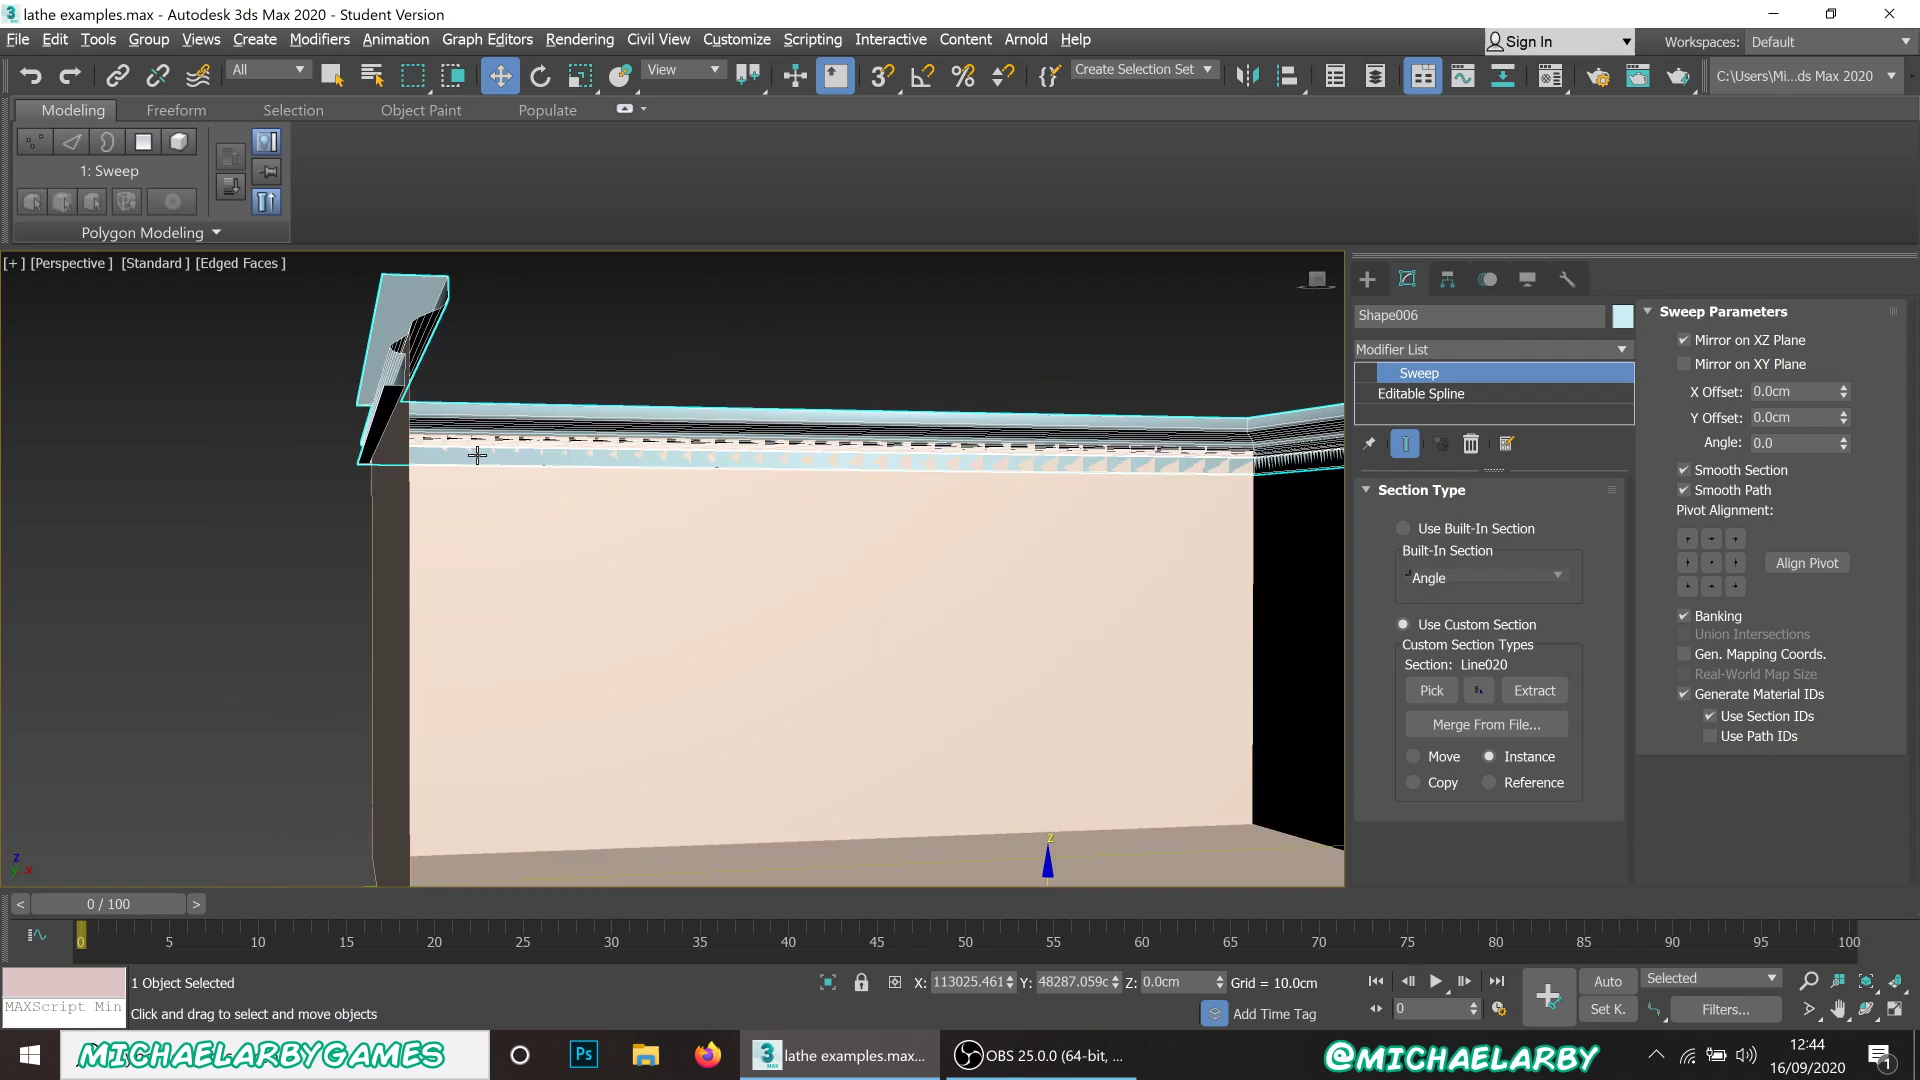 lathe examples.max - Autodesk 3ds Max 2020 - Student Version
File Edit Tools Group Views Create Modifiers Animation Graph Editors Rendering Civil View Customize Scripting Interactive Content Arnold Help
Sign In
Workspaces: Default
All
View
Create Selection Set
C:\Users\Mi...ds Max 2020
Modeling Freeform Selection Object Paint Populate
1: Sweep
Polygon Modeling
[+] [Perspective] [Standard] [Edged Faces]
Shape006
Modifier List
Sweep
Editable Spline
Section Type
Use Built-In Section
Built-In Section
Angle
Use Custom Section
Custom Section Types
Section: Line020
Pick Extract
Merge From File...
Move Instance
Copy Reference
Sweep Parameters
Mirror on XZ Plane
Mirror on XY Plane
X Offset: 0.0cm
Y Offset: 0.0cm
Angle: 0.0
Smooth Section
Smooth Path
Pivot Alignment:
Align Pivot
Banking
Union Intersections
Gen. Mapping Coords.
Real-World Map Size
Generate Material IDs
Use Section IDs
Use Path IDs
z
z
x
< 0 / 100 >
0 5 10 15 20 25 30 35 40 45 50 55 60 65 70 75 80 85 90 95 100
1 Object Selected
X: 113025.461 Y: 48287.059c Z: 0.0cm Grid = 10.0cm
Auto Selected
MAXScript Min
Click and drag to select and move objects
Add Time Tag
0
Set K. Filters...
MICHAELARBYGAMES
Ps
lathe examples.max...
OBS 25.0.0 (64-bit, ...
@MICHAELARBY
12:44
16/09/2020
1